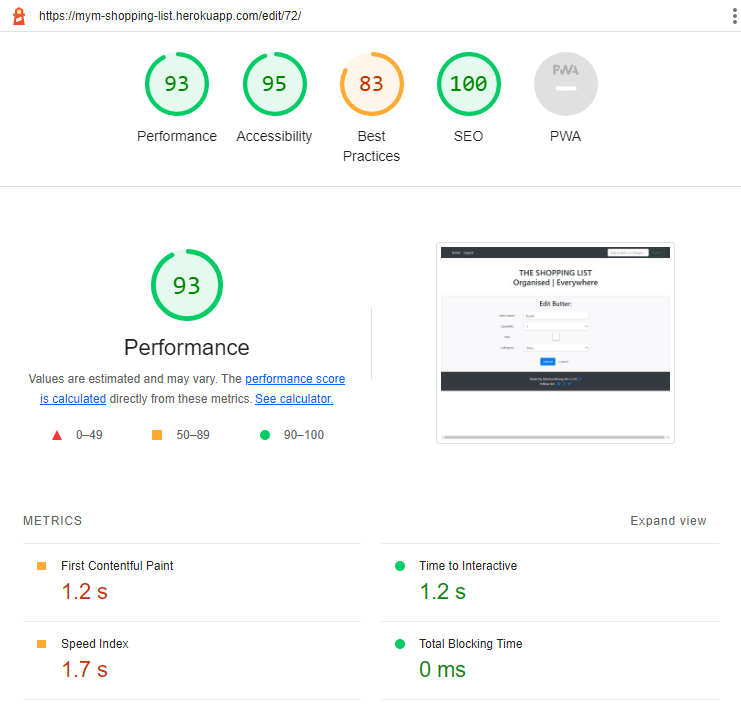 https://mym-shopping-list.herokuapp.com/edit/72/
93
95
83
100
PWA
Performance
Accessibility
Best
Practices
SEO
PWA
93
Performance
Values are estimated and may vary. The performance score
is calculated directly from these metrics. See calculator.
0–49
50–89
90–100
Home Logout
THE SHOPPING LIST
Organised | Everywhere
Edit Butter:
METRICS
Expand view
First Contentful Paint
1.2 s
Time to Interactive
1.2 s
Speed Index
1.7 s
Total Blocking Time
0 ms